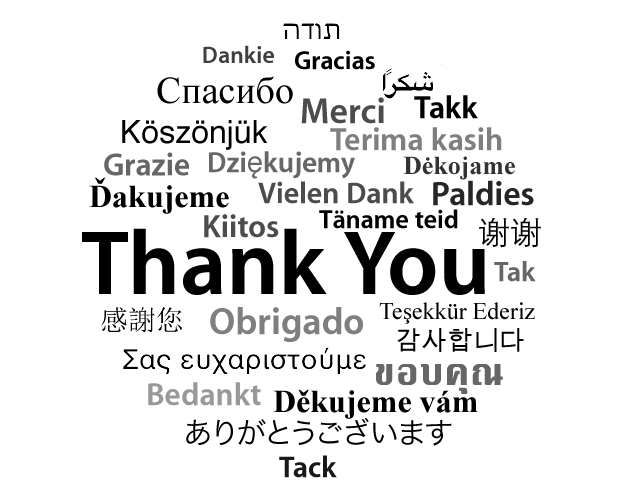 תודה
Dankie Gracias
Спасибо شكراً
Merci Takk
Köszönjük Terima kasih
Grazie Dziękujemy Dėkojame
Ďakujeme Vielen Dank Paldies
Kiitos Täname teid 谢谢
Thank You Tak
感謝您 Obrigado Teşekkür Ederiz
감사합니다
Σας ευχαριστούμε ขอบคุณ
Bedankt Děkujeme vám
ありがとうございます
Tack